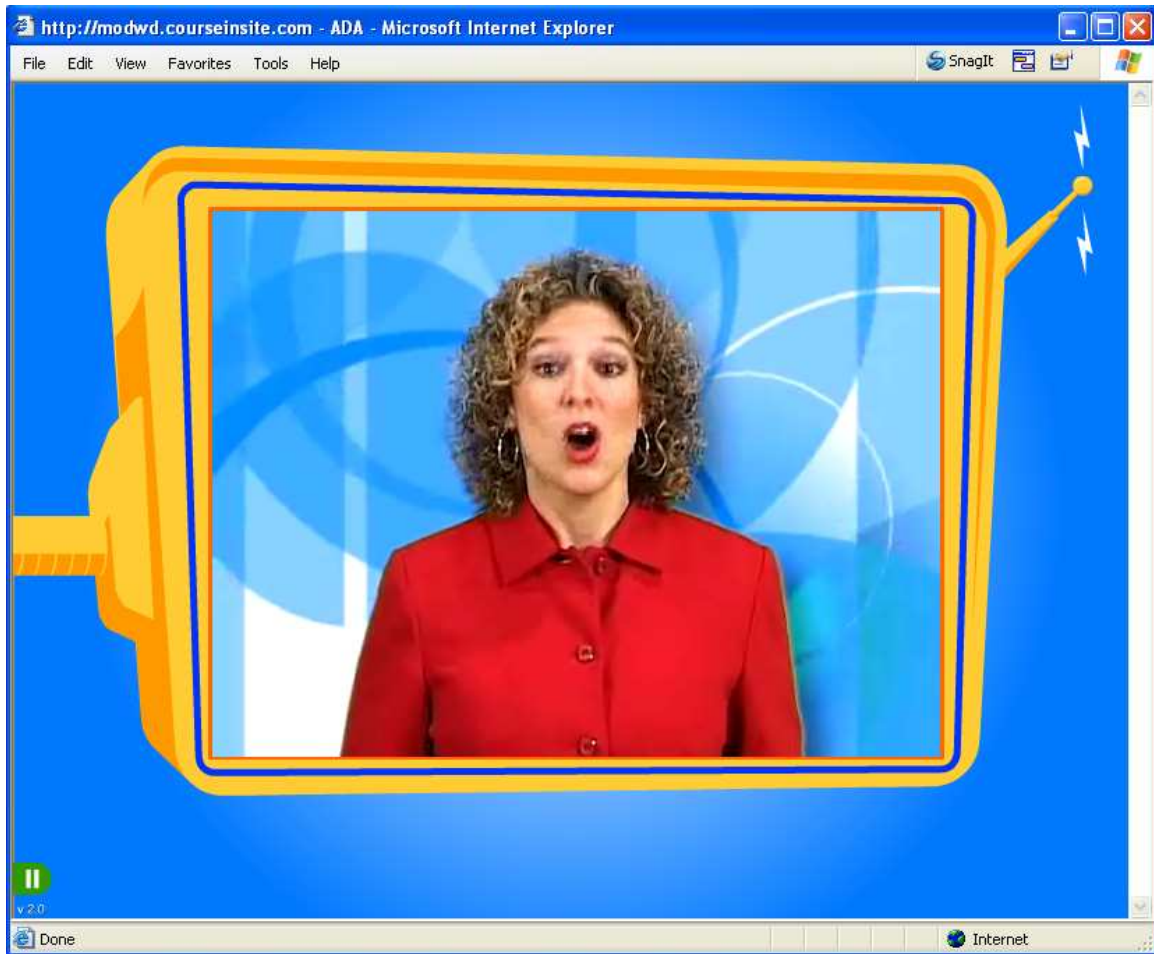 http://modwd.courseinsite.com - ADA - Microsoft Internet Explorer
File Edit View Favorites Tools Help SnagIt
v 2.0
Done Internet